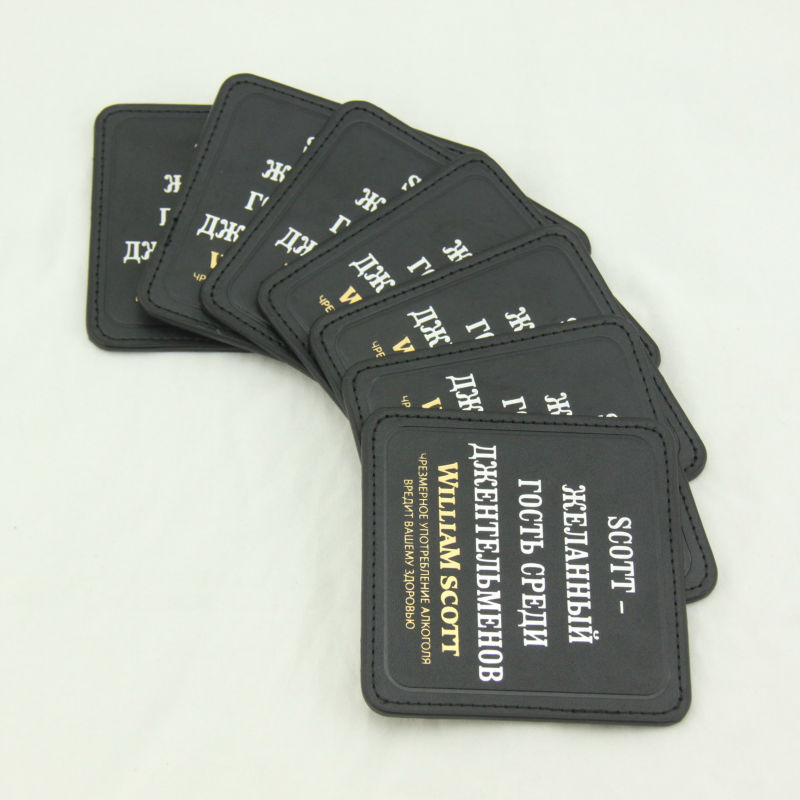 SCOTT –
ЖЕЛАННЫЙ
ГОСТЬ СРЕДИ
ДЖЕНТЕЛЬМЕНОВ
WILLIAM SCOTT
ЧРЕЗМЕРНОЕ УПОТРЕБЛЕНИЕ АЛКОГОЛЯ
ВРЕДИТ ВАШЕМУ ЗДОРОВЬЮ